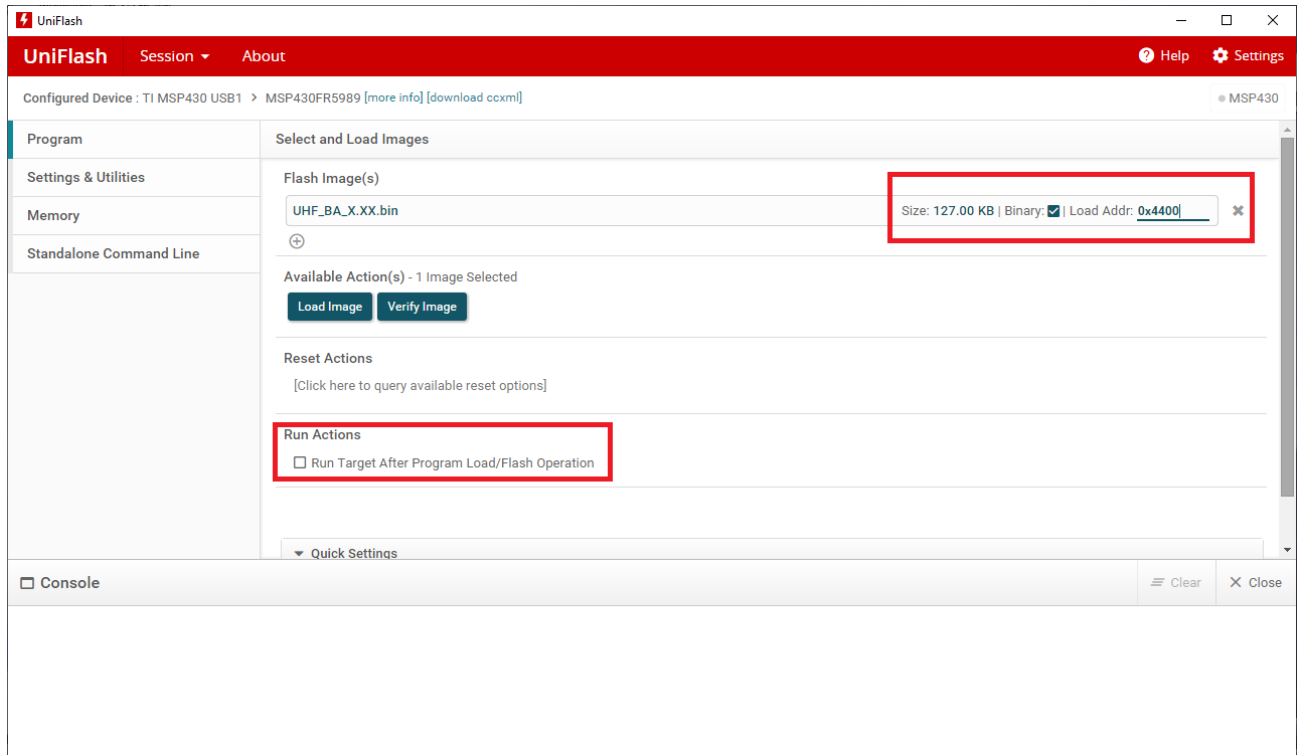 UniFlash
UniFlash Session About Help Settings
Configured Device : TI MSP430 USB1 > MSP430FR5989 [more info] [download ccxml] MSP430
Program
Settings & Utilities
Memory
Standalone Command Line
Select and Load Images
Flash Image(s)
UHF_BA_X.XX.bin Size: 127.00 KB | Binary: | Load Addr: 0x4400
Available Action(s) - 1 Image Selected
Load Image Verify Image
Reset Actions
[Click here to query available reset options]
Run Actions
Run Target After Program Load/Flash Operation
Quick Settings
Console Clear Close